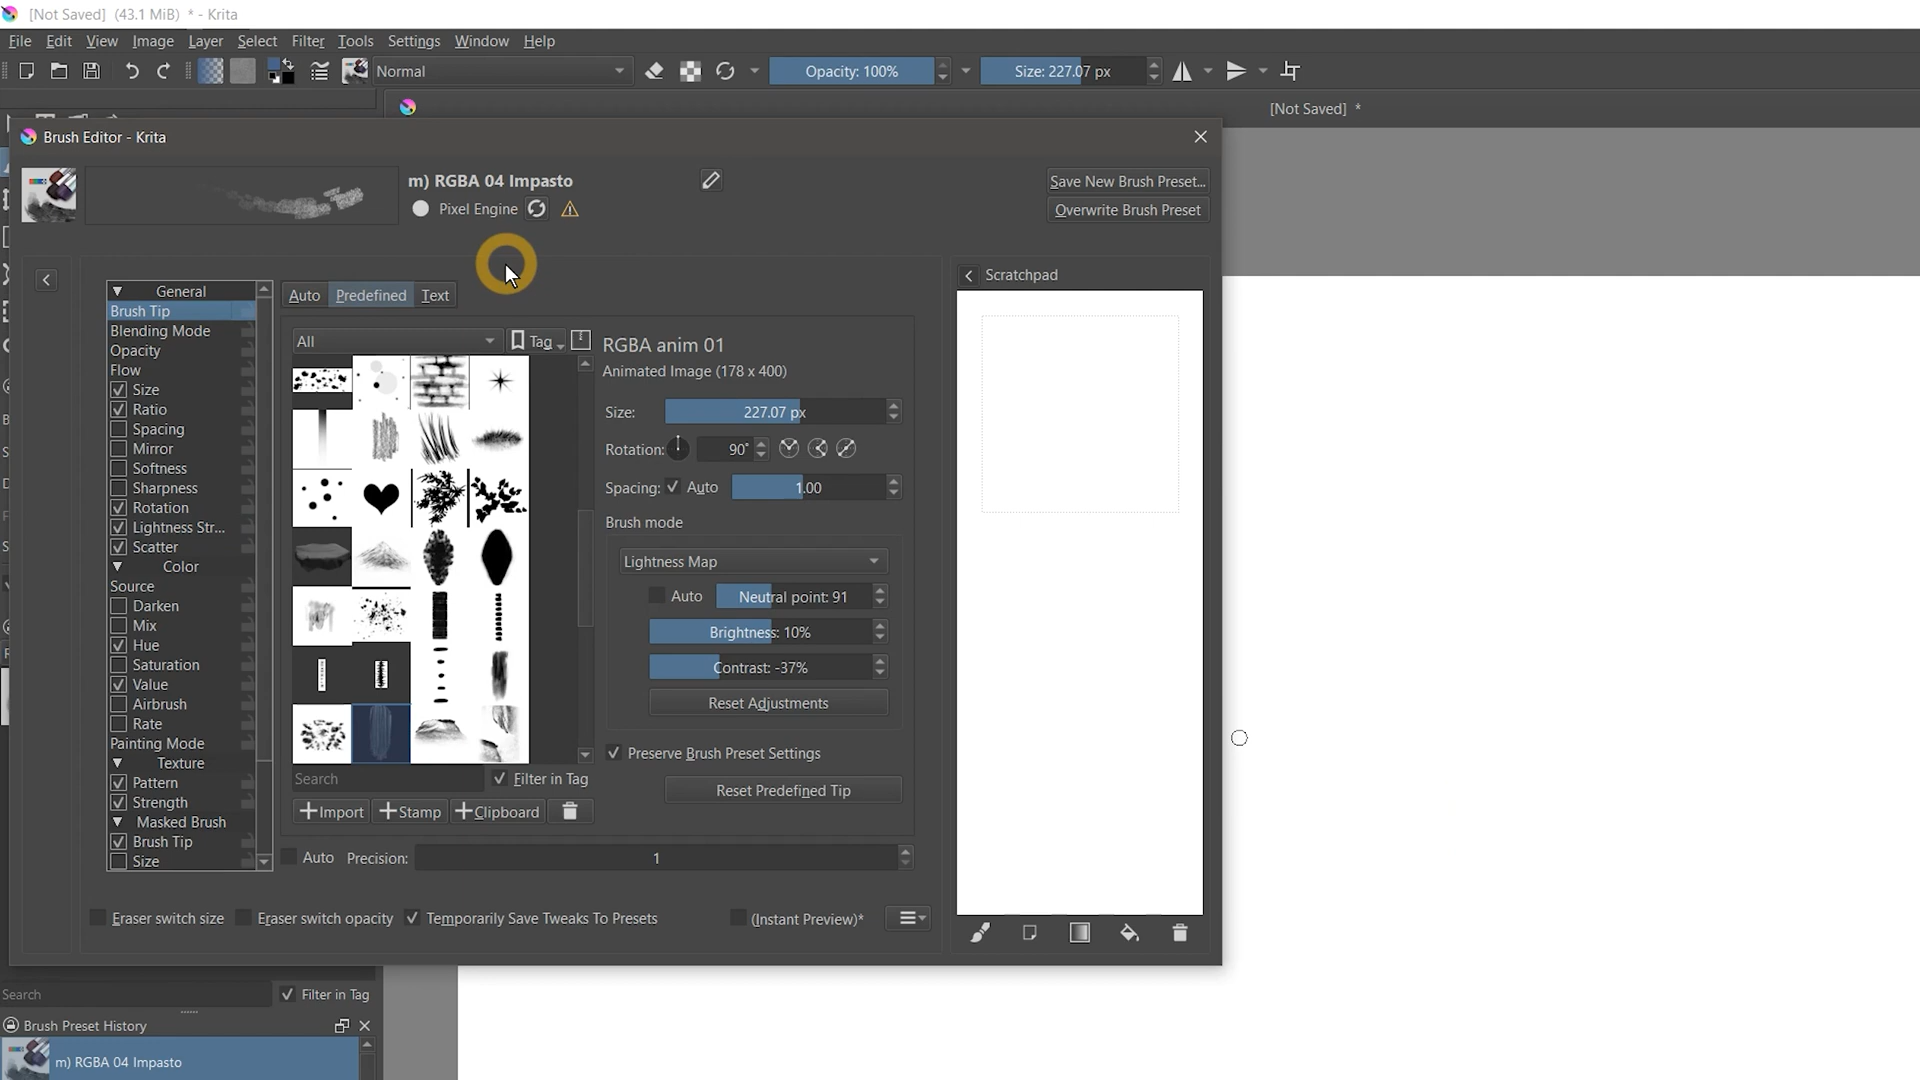 [Not Saved] (43.1 MiB) * - Krita
File Edit View Image Layer Select Filter Tools Settings Window Help
Normal
Opacity: 100%
Size: 227.07 px
[Not Saved] *
Brush Editor - Krita
m) RGBA 04 Impasto
Pixel Engine
Save New Brush Preset...
Overwrite Brush Preset
General
Brush Tip
Blending Mode
Opacity
Flow
Size
Ratio
Spacing
Mirror
Softness
Sharpness
Rotation
Lightness Str...
Scatter
Color
Source
Darken
Mix
Hue
Saturation
Value
Airbrush
Rate
Painting Mode
Texture
Pattern
Strength
Masked Brush
Brush Tip
Size
Auto Predefined Text
All
Tag
Search
Filter in Tag
+Import +Stamp +Clipboard
RGBA anim 01
Animated Image (178 x 400)
Size: 227.07 px
Rotation: 90°
Spacing: Auto 1.00
Brush mode
Lightness Map
Auto Neutral point: 91
Brightness: 10%
Contrast: -37%
Reset Adjustments
Preserve Brush Preset Settings
Reset Predefined Tip
Auto Precision: 1
Eraser switch size Eraser switch opacity Temporarily Save Tweaks To Presets (Instant Preview)*
Scratchpad
Search
Filter in Tag
Brush Preset History
m) RGBA 04 Impasto